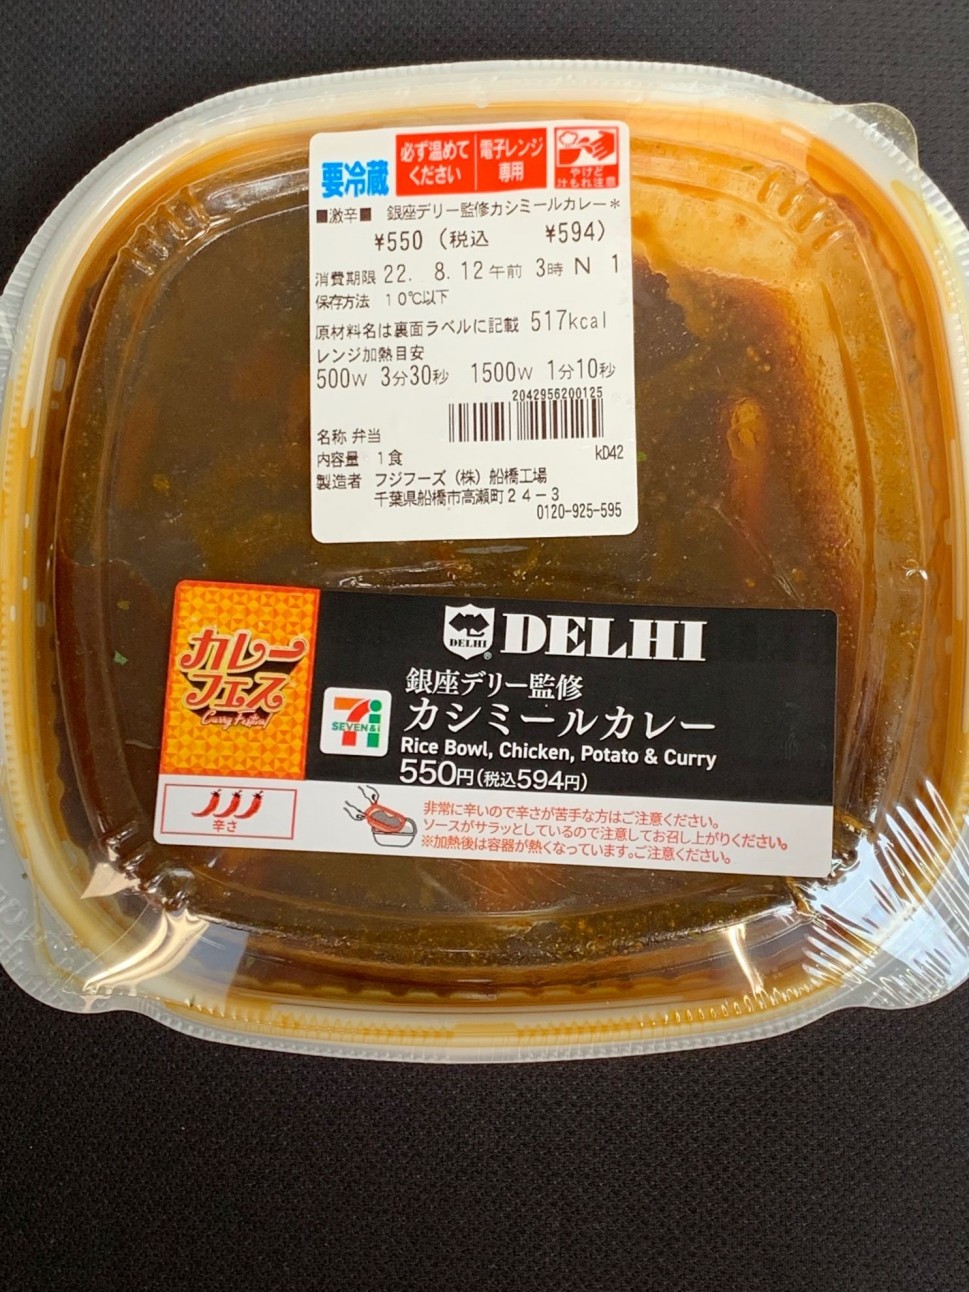 要冷蔵
必ず温めて
ください
電子レンジ
専用
やけど
汁もれ注意
■激辛■ 銀座デリー監修カシミールカレー*
¥550 (税込 ¥594)
消費期限 22. 8. 12午前 3時 N 1
保存方法 10℃以下
原材料名は裏面ラベルに記載 517kcal
レンジ加熱目安
500W 3分30秒 1500W 1分10秒
2042956200125
名称 弁当
内容量 1食 KD42
製造者 フジフーズ(株)船橋工場
千葉県船橋市高瀬町24-3
0120-925-595
カレー
フェス
Curry Festival
DELHI
®
DELHI
銀座デリー監修
カシミールカレー
SEVEN&i
Rice Bowl, Chicken, Potato & Curry
550円(税込594円)
辛さ
非常に辛いので辛さが苦手な方はご注意ください。
ソースがサラッとしているので注意してお召し上がりください。
※加熱後は容器が熱くなっています。ご注意ください。